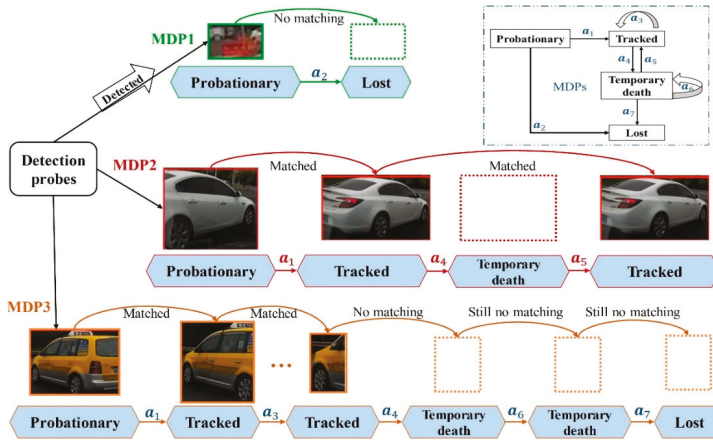 MDP1
No matching
Detected
Probationary
a₂
Lost
Probationary
a₁
Tracked
a₃
a₄
a₅
MDPs
Temporary
death
a₆
a₇
a₂
Lost
Detection
probes
MDP2
Matched
Matched
Probationary
a₁
Tracked
a₄
Temporary
death
a₅
Tracked
MDP3
Matched
Matched
No matching
Still no matching
Still no matching
...
Probationary
a₁
Tracked
a₃
Tracked
a₄
Temporary
death
a₆
Temporary
death
a₇
Lost